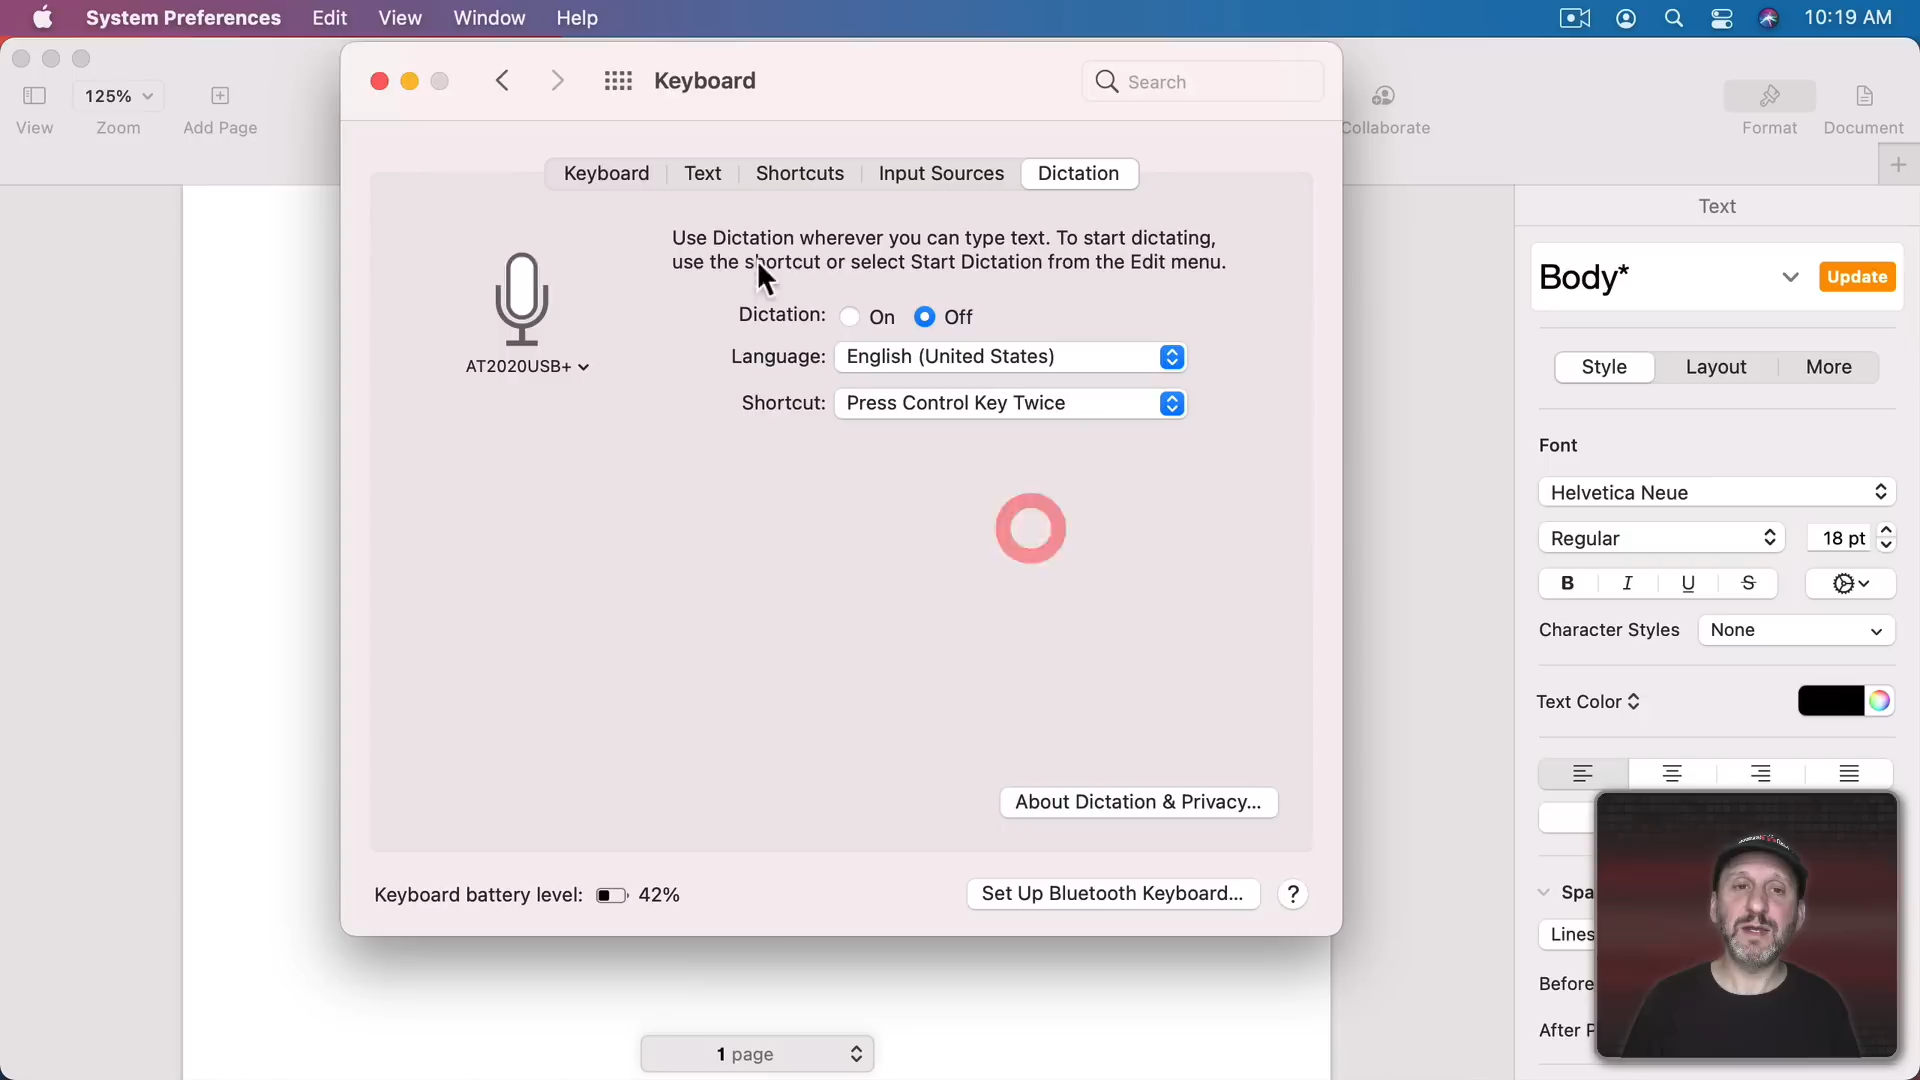 System Preferences Edit View Window Help 10:19 AM
Keyboard
Search
125%
View Zoom Add Page
Collaborate
Format Document
Keyboard Text Shortcuts Input Sources Dictation
Use Dictation wherever you can type text. To start dictating,
use the shortcut or select Start Dictation from the Edit menu.
AT2020USB+
Dictation: On Off
Language: English (United States)
Shortcut: Press Control Key Twice
About Dictation & Privacy...
Keyboard battery level: 42%
Set Up Bluetooth Keyboard... ?
1 page
Text
Body* Update
Style Layout More
Font
Helvetica Neue
Regular 18 pt
B I U S
Character Styles None
Text Color
Spa
Lines
Before
After P